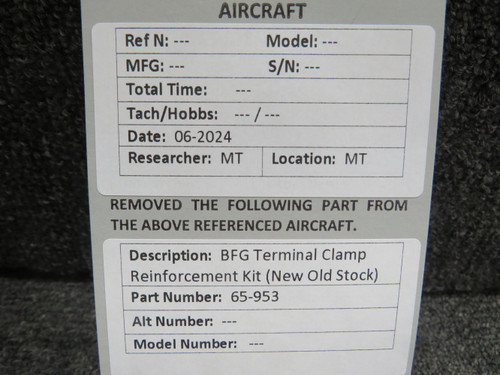 AIRCRAFT
Ref N: --- Model: ---
MFG: --- S/N: ---
Total Time: ---
Tach/Hobbs: --- / ---
Date: 06-2024
Researcher: MT Location: MT
REMOVED THE FOLLOWING PART FROM
THE ABOVE REFERENCED AIRCRAFT.
Description: BFG Terminal Clamp
Reinforcement Kit (New Old Stock)
Part Number: 65-953
Alt Number: ---
Model Number: ---